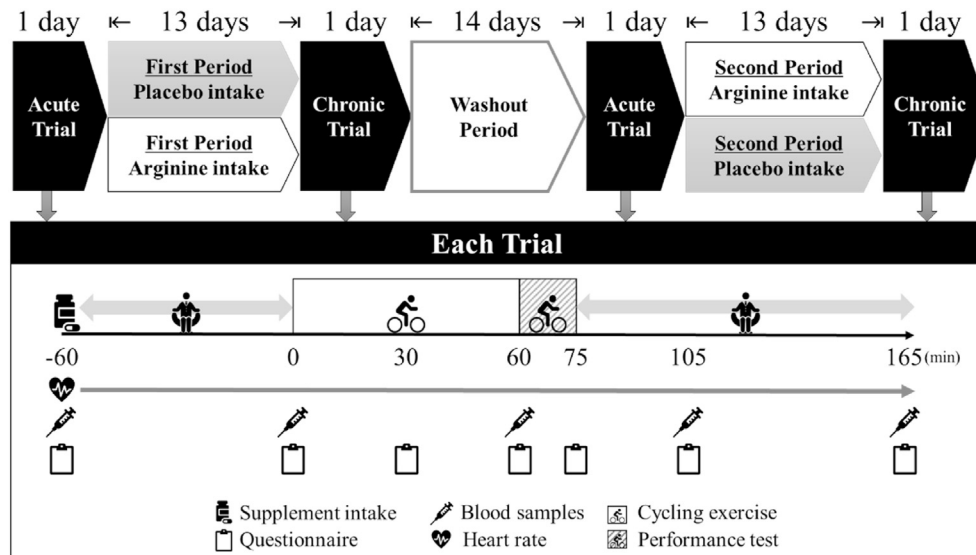 1 day
13 days
1 day
14 days
1 day
13 days
1 day
Acute
Trial
First Period
Placebo intake
First Period
Arginine intake
Chronic
Trial
Washout
Period
Acute
Trial
Second Period
Arginine intake
Second Period
Placebo intake
Chronic
Trial
Each Trial
-60
0
30
60
75
105
165 (min)
Supplement intake
Blood samples
Cycling exercise
Questionnaire
Heart rate
Performance test